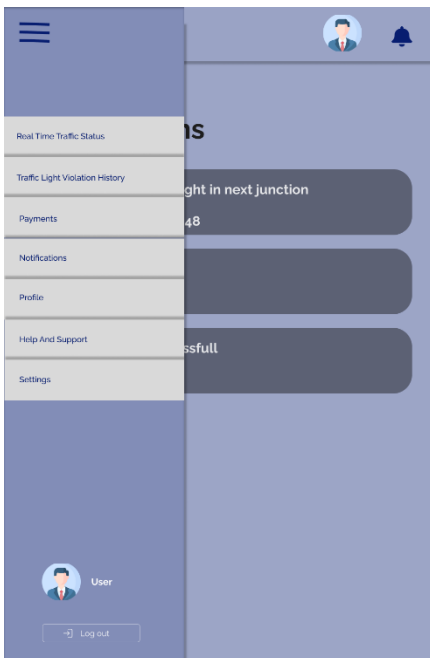 ns
Real Time Traffic Status
Traffic Light Violation History
ght in next junction
Payments
48
Notifications
Profile
Help And Support
ssfull
Settings
User
Log out